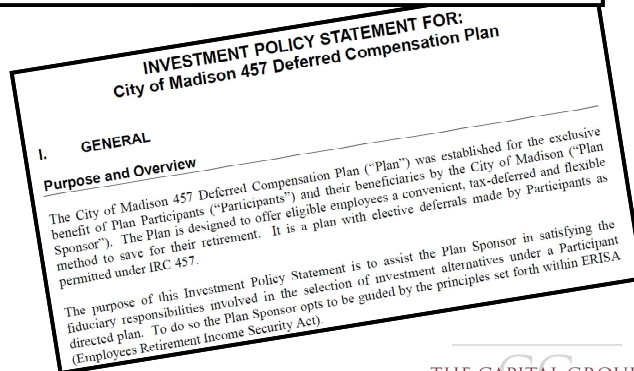 INVESTMENT POLICY STATEMENT FOR:
City of Madison 457 Deferred Compensation Plan
I. GENERAL
Purpose and Overview
The City of Madison 457 Deferred Compensation Plan ("Plan") was established for the exclusive
benefit of Plan Participants ("Participants") and their beneficiaries by the City of Madison ("Plan
Sponsor"). The Plan is designed to offer eligible employees a convenient, tax-deferred and flexible
method to save for their retirement. It is a plan with elective deferrals made by Participants as
permitted under IRC 457.
The purpose of this Investment Policy Statement is to assist the Plan Sponsor in satisfying the
fiduciary responsibilities involved in the selection of investment alternatives under a Participant
directed plan. To do so the Plan Sponsor opts to be guided by the principles set forth within ERISA
(Employees Retirement Income Security Act).
THE CAPITAL GROUP